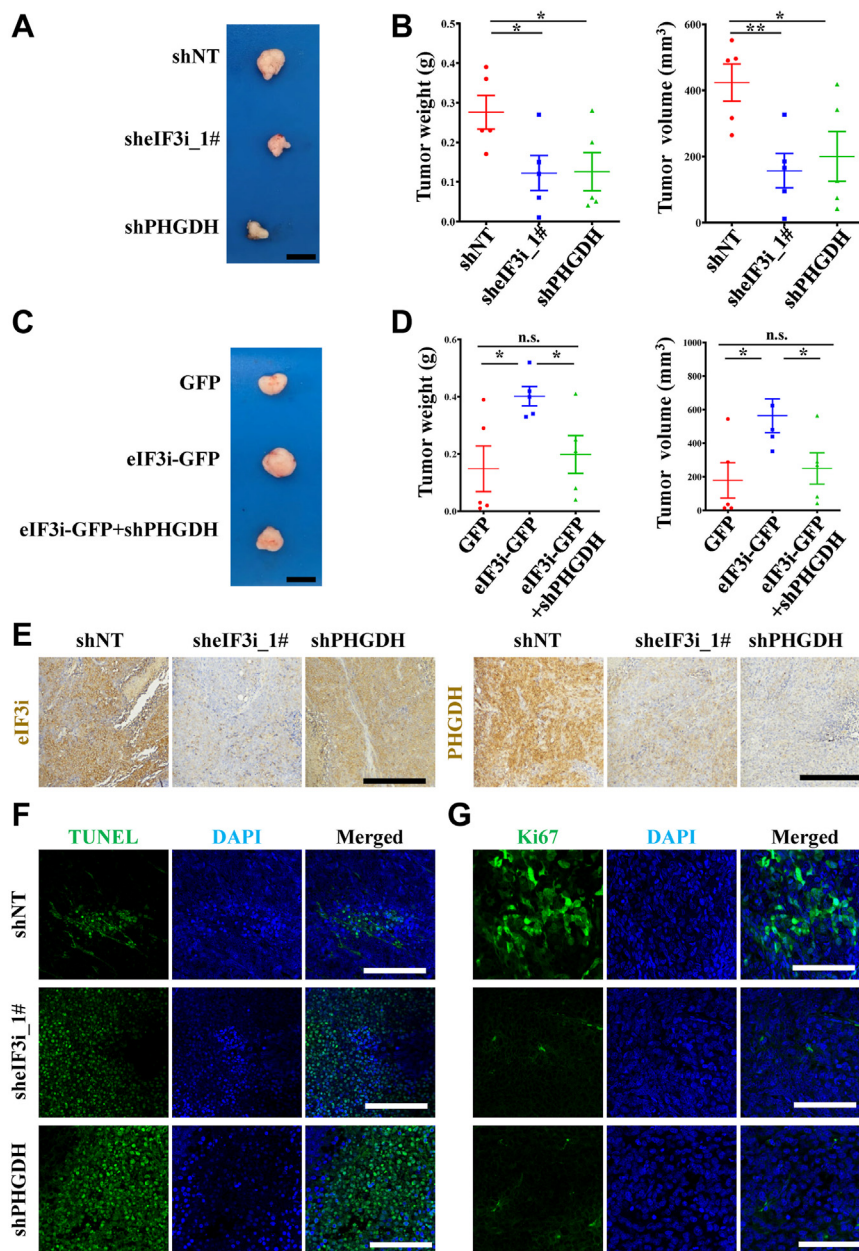 A
shNT
sheIF3i_1#
shPHGDH
B
Tumor weight (g)
0.5
0.4
0.3
0.2
0.1
0.0
*
*
shNT
sheIF3i_1#
shPHGDH
Tumor volume (mm³)
600
400
200
0
*
**
shNT
sheIF3i_1#
shPHGDH
C
GFP
eIF3i-GFP
eIF3i-GFP+shPHGDH
D
Tumor weight (g)
0.6
0.4
0.2
0.0
n.s.
* *
GFP
eIF3i-GFP
eIF3i-GFP
+shPHGDH
Tumor volume (mm³)
1000
800
600
400
200
0
n.s.
* *
GFP
eIF3i-GFP
eIF3i-GFP
+shPHGDH
E
shNT sheIF3i_1# shPHGDH
eIF3i
shNT sheIF3i_1# shPHGDH
PHGDH
F
TUNEL DAPI Merged
shNT
sheIF3i_1#
shPHGDH
G
Ki67 DAPI Merged